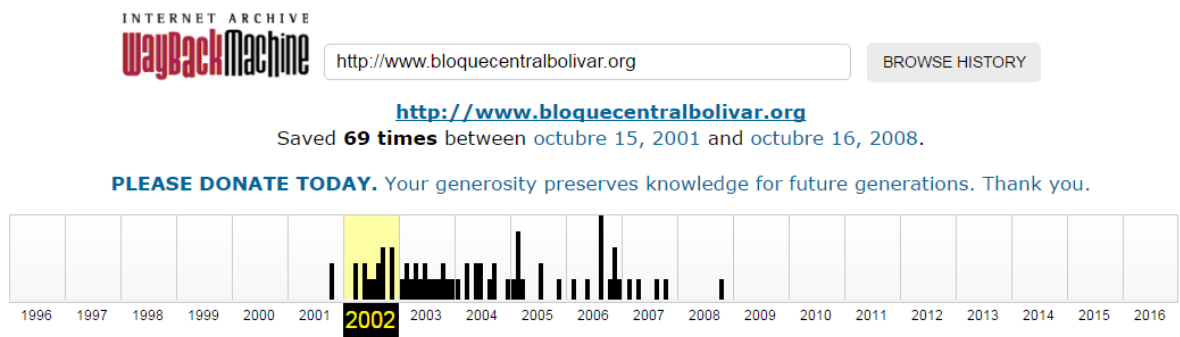 INTERNET ARCHIVE
WayBackMachine
http://www.bloquecentralbolivar.org
BROWSE HISTORY
http://www.bloquecentralbolivar.org
Saved 69 times between octubre 15, 2001 and octubre 16, 2008.
PLEASE DONATE TODAY. Your generosity preserves knowledge for future generations. Thank you.
1996 1997 1998 1999 2000 2001 2002 2003 2004 2005 2006 2007 2008 2009 2010 2011 2012 2013 2014 2015 2016